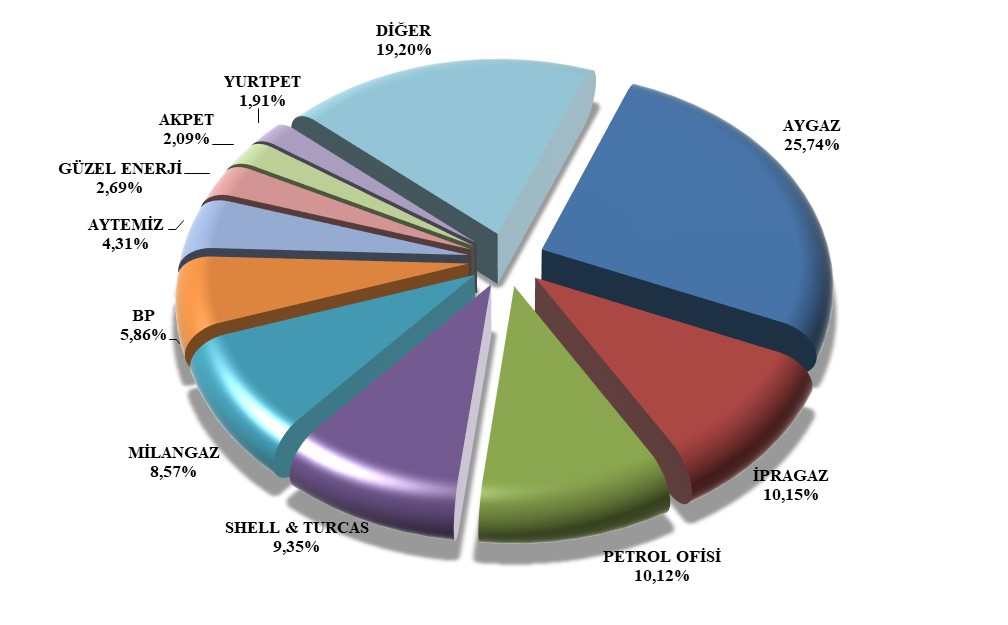 DİĞER
19,20%
YURTPET
1,91%
AKPET
2,09%
GÜZEL ENERJİ
2,69%
AYTEMİZ
4,31%
BP
5,86%
MİLANGAZ
8,57%
SHELL & TURCAS
9,35%
PETROL OFİSİ
10,12%
İPRAGAZ
10,15%
AYGAZ
25,74%